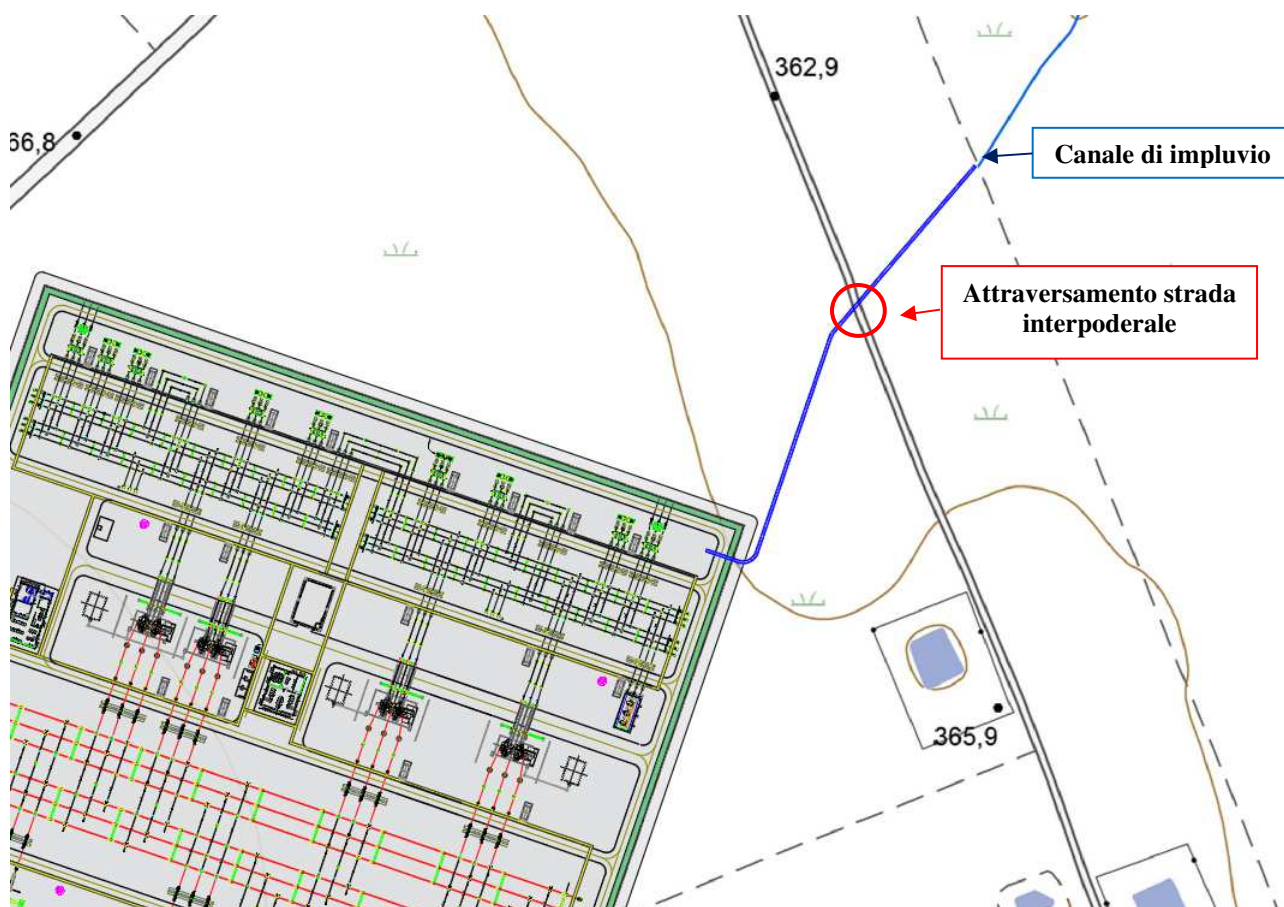 362,9
66,8
Canale di impluvio
Attraversamento strada
interpoderale
365,9